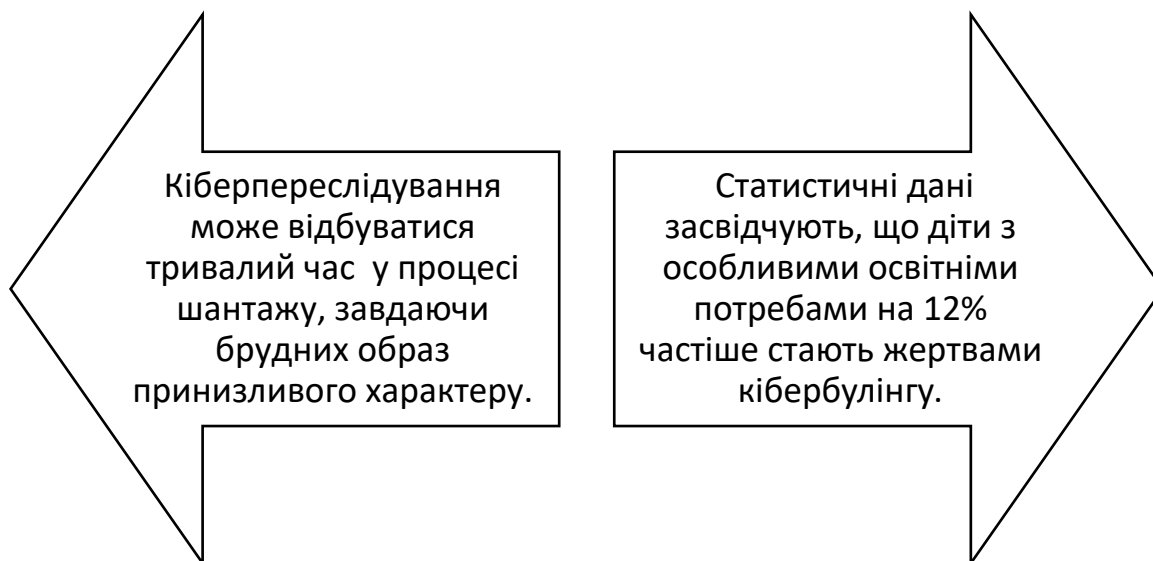 Кіберпереслідування
може відбуватися
тривалий час  у процесі
шантажу, завдаючи
брудних образ
принизливого характеру.
Статистичні дані
засвідчують, що діти з
особливими освітніми
потребами на 12%
частіше стають жертвами
кібербулінгу.